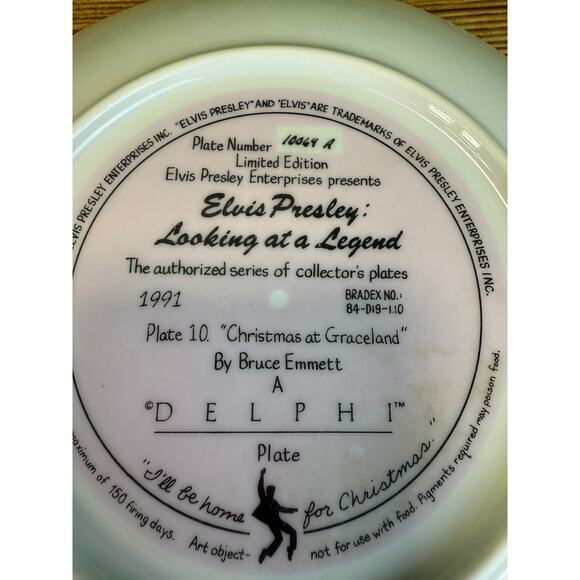 PRESLEY ENTERPRISES INC. "ELVIS PRESLEY" AND "ELVIS" ARE TRADEMARKS OF ELVIS PRESLEY ENTERPRISES INC.
Plate Number 10064 A
Limited Edition
Elvis Presley Enterprises presents
Elvis Presley:
Looking at a Legend
The authorized series of collector's plates
1991
BRADEX NO.:
84-D19-1.10
Plate 10. "Christmas at Graceland"
By Bruce Emmett
A
©DELPHI™
Plate
"I'll be home for Christmas."
maximum of 150 firing days. Art object- not for use with food. Pigments required may poison food.